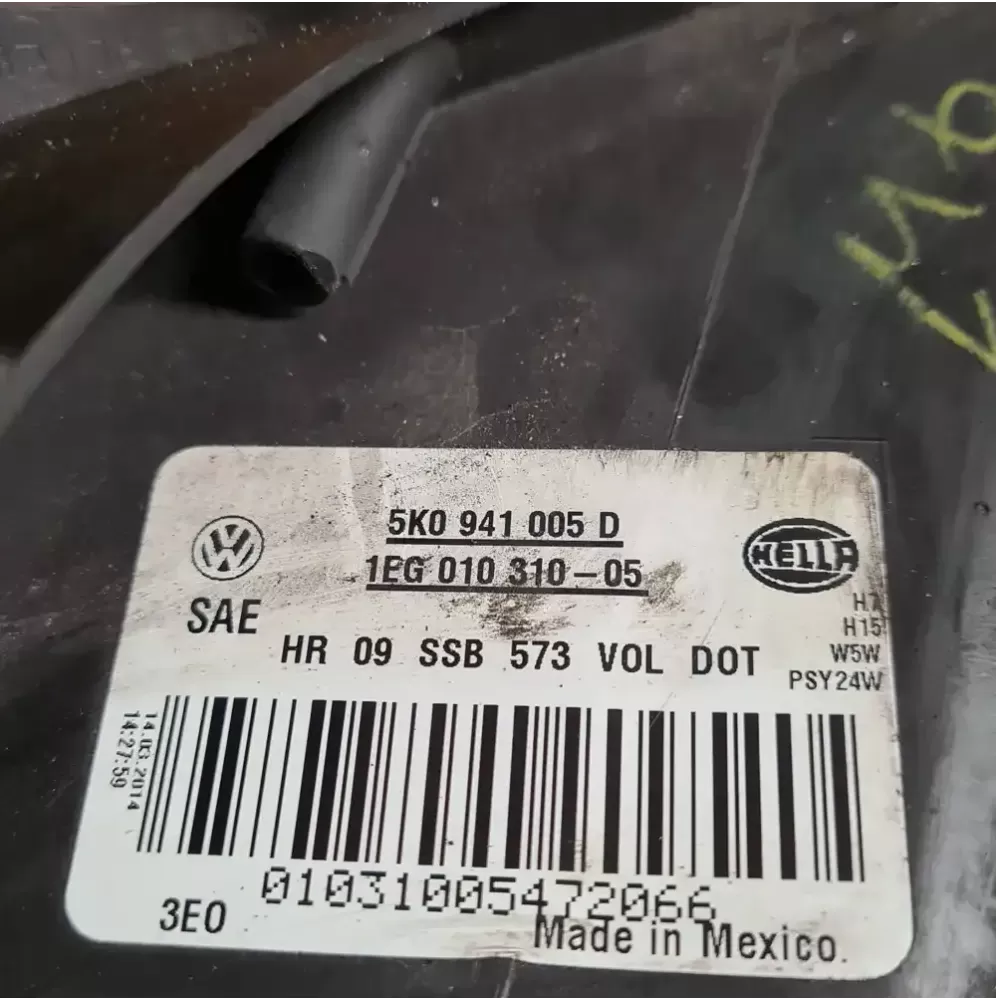 5K0 941 005 D
1EG 010 310-05
HELLA
SAE
H7
H15
W5W
PSY24W
HR 09 SSB 573 VOL DOT
14.03.2014
14:27:59
01031005472066
3E0
Made in Mexico.